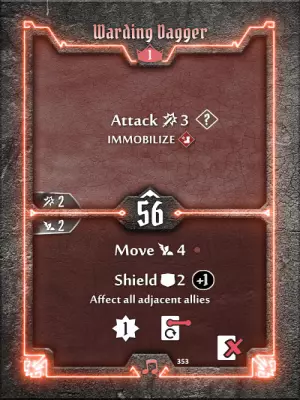 Warding Dagger
1
Attack 3 ?
IMMOBILIZE
2
56
2
Move 4
Shield 2 +1
Affect all adjacent allies
1
353